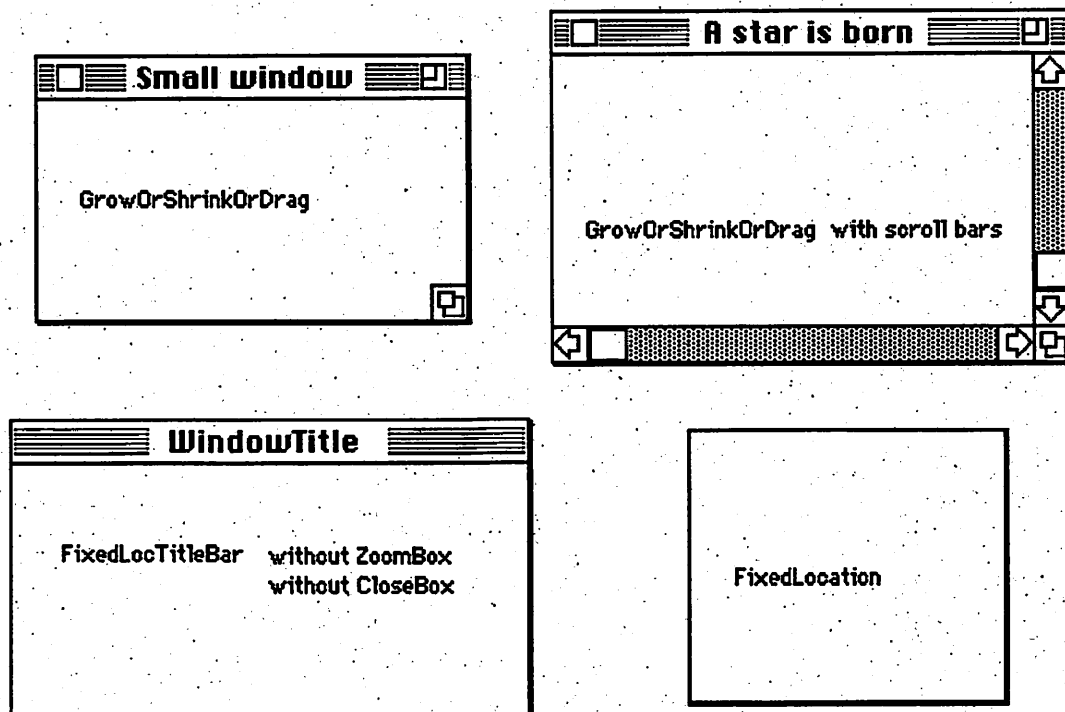 Small window
GrowOrShrinkOrDrag
A star is born
GrowOrShrinkOrDrag with scroll bars
WindowTitle
FixedLocTitleBar without ZoomBox
without CloseBox
FixedLocation